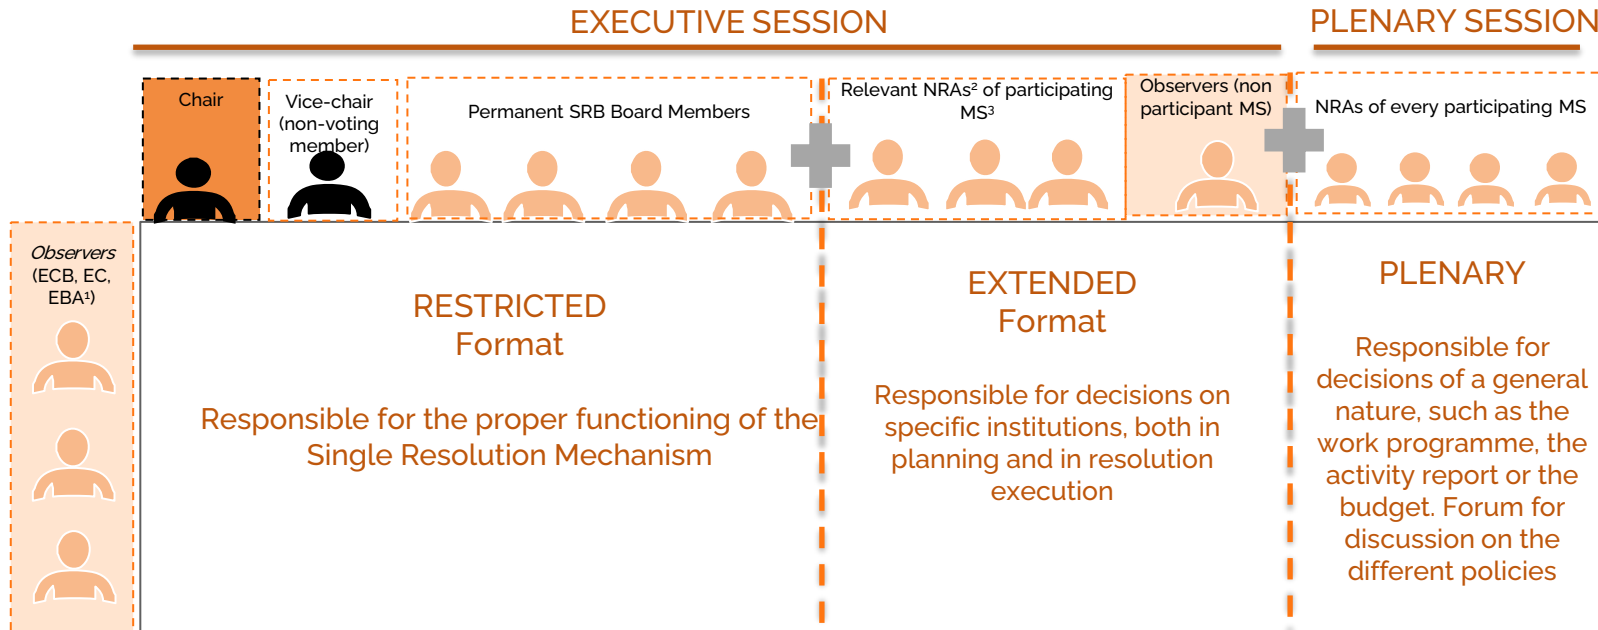 EXECUTIVE SESSION
PLENARY SESSION
Chair
Vice-chair
(non-voting
member)
Permanent SRB Board Members
Relevant NRAs² of participating
MS³
Observers (non
participant MS)
NRAs of every participating MS
Observers
(ECB, EC,
EBA¹)
RESTRICTED
Format
Responsible for the proper functioning of the
Single Resolution Mechanism
EXTENDED
Format
Responsible for decisions on
specific institutions, both in
planning and in resolution
execution
PLENARY
Responsible for
decisions of a general
nature, such as the
work programme, the
activity report or the
budget. Forum for
discussion on the
different policies